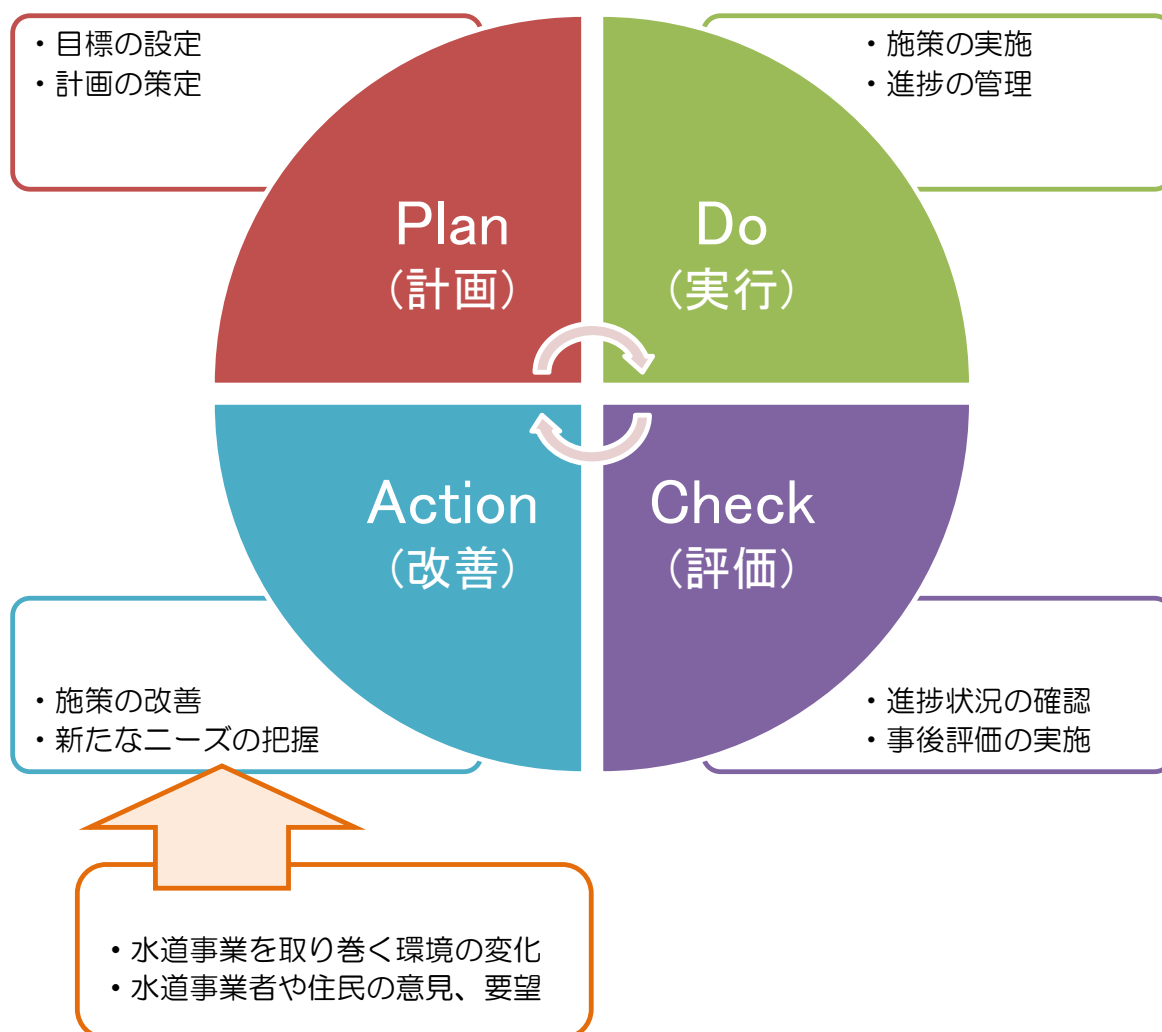 ・目標の設定
・計画の策定
・施策の実施
・進捗の管理
Plan
(計画)
Do
(実行)
Action
(改善)
Check
(評価)
・施策の改善
・新たなニーズの把握
・進捗状況の確認
・事後評価の実施
・水道事業を取り巻く環境の変化
・水道事業者や住民の意見、要望